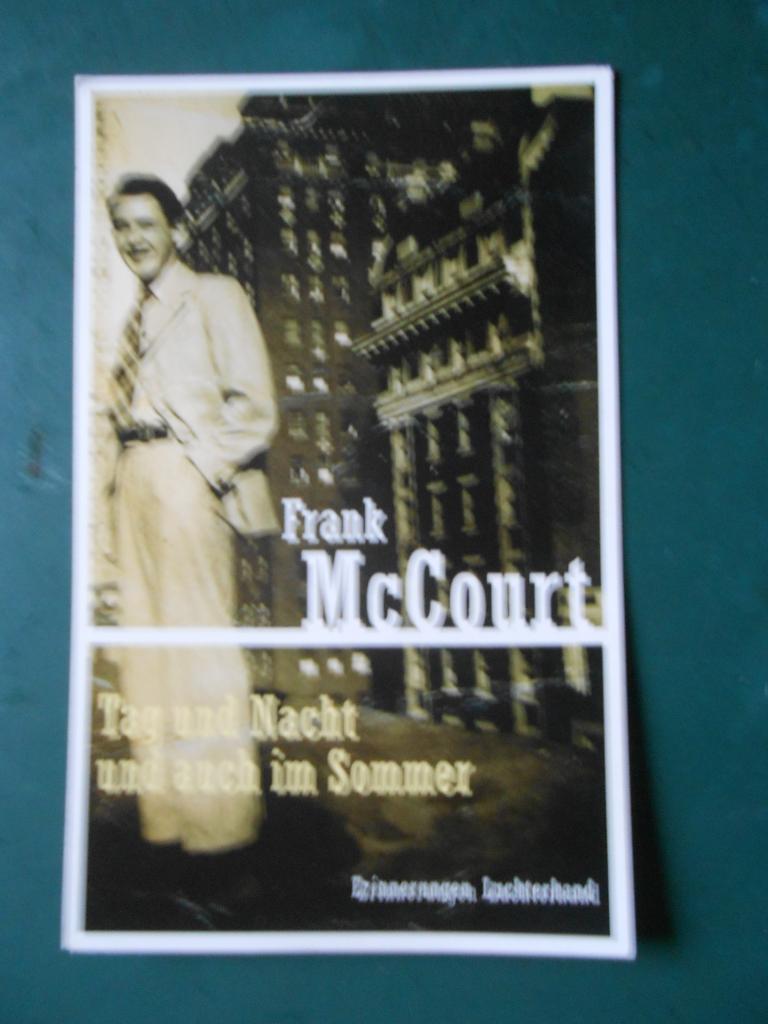 Frank
McCourt
Tag und Nacht
und auch im Sommer
Erinnerungen Luchterhand